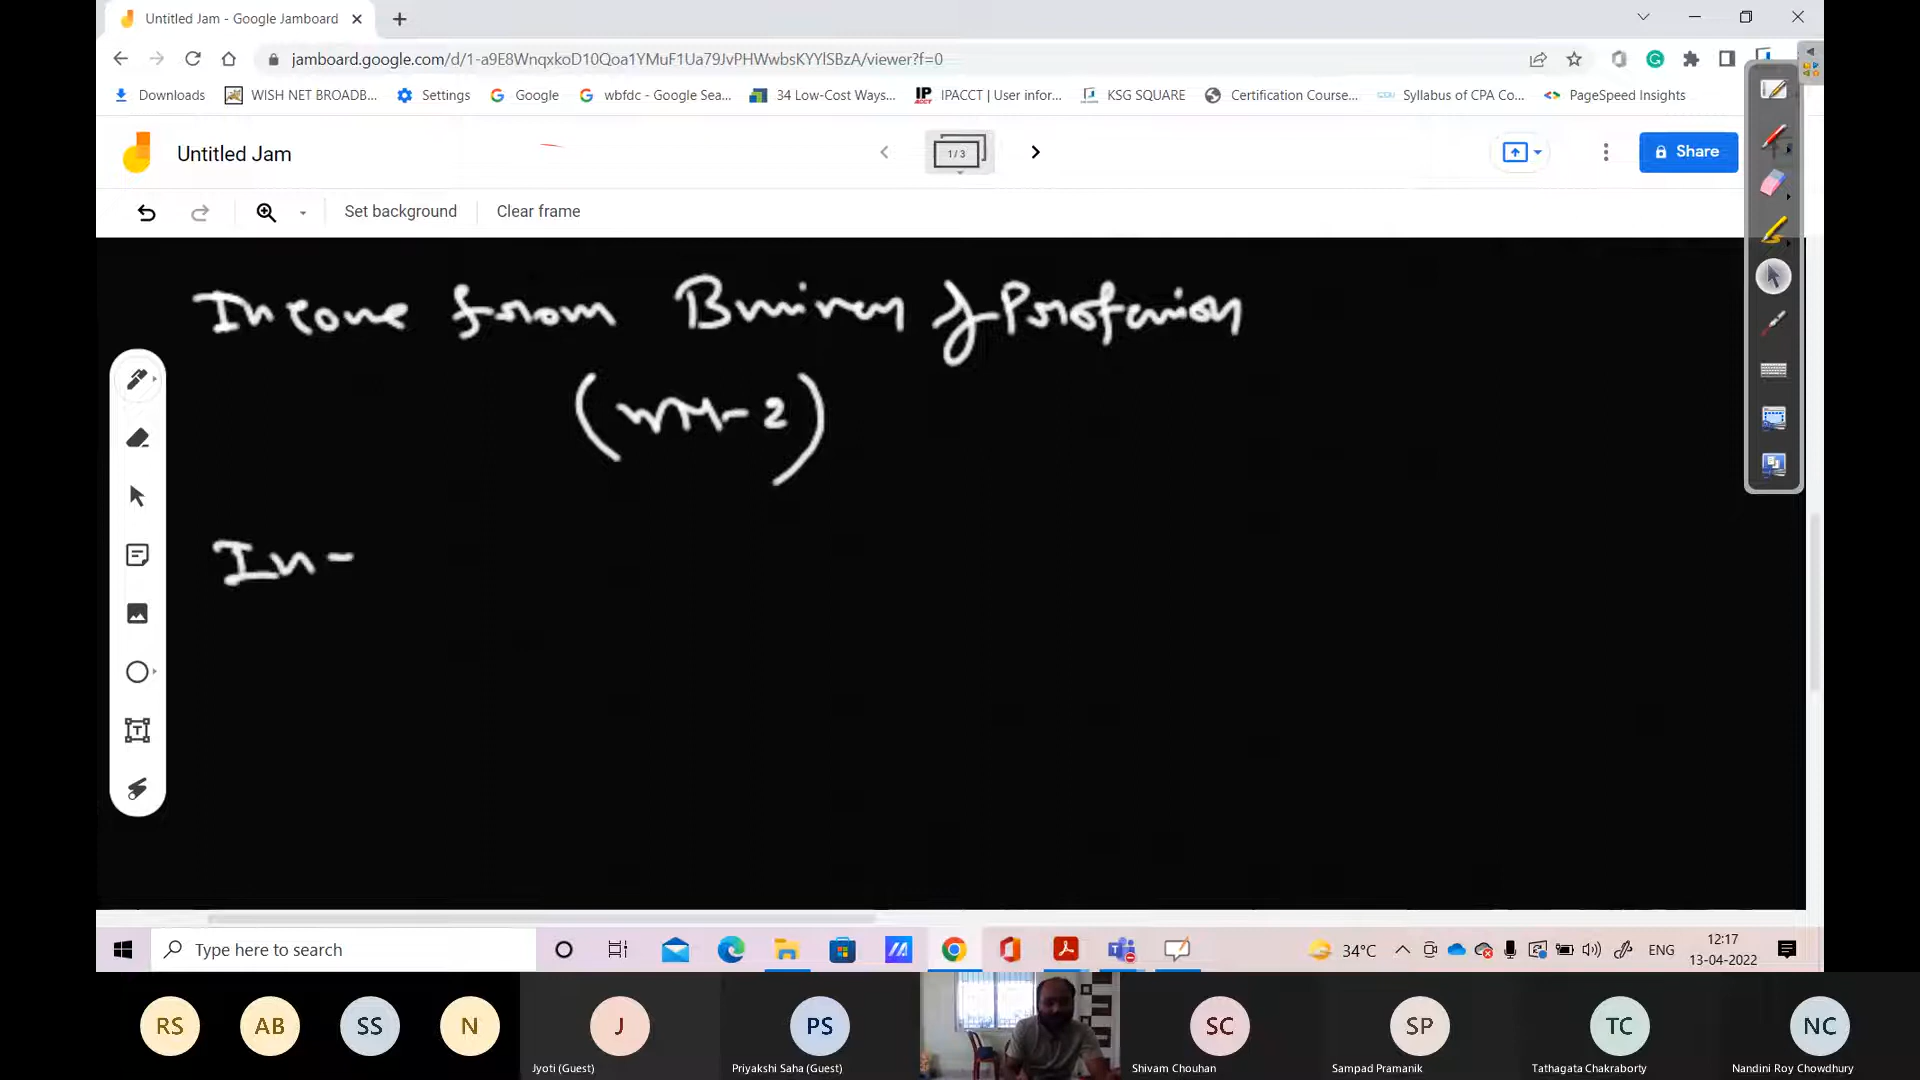 Untitled Jam - Google Jamboard
jamboard.google.com/d/1-a9E8WnqxkoD10Qoa1YMuF1Ua79JvPHWwbsKYYlSBzA/viewer?f=0
Downloads WISH NET BROADB... Settings Google wbfdc - Google Sea... 34 Low-Cost Ways... IP IPACCT | User infor... KSG SQUARE Certification Course... Syllabus of CPA Co... PageSpeed Insights
Untitled Jam 1/3 Share
Set background Clear frame
Income from Business & Profession
In-
Type here to search 34°C ENG 12:17
13-04-2022
RS AB SS N J PS SC SP TC NC
Jyoti (Guest) Priyakshi Saha (Guest) Shivam Chouhan Sampad Pramanik Tathagata Chakraborty Nandini Roy Chowdhury